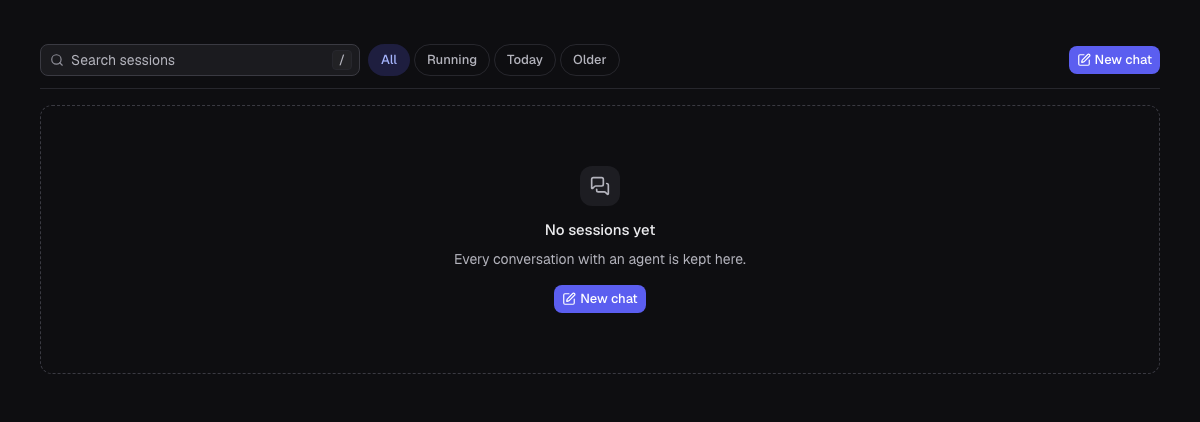 Search sessions /
All
Running
Today
Older
New chat
No sessions yet
Every conversation with an agent is kept here.
New chat